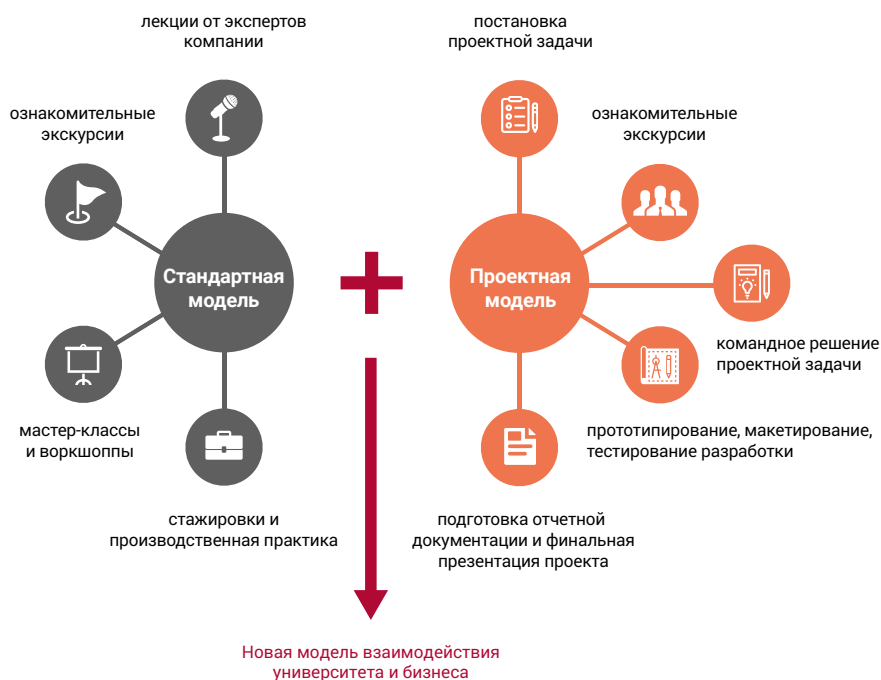 лекции от экспертов
компании
ознакомительные
экскурсии
Стандартная
модель
мастер-классы
и воркшоппы
стажировки и
производственная практика
постановка
проектной задачи
ознакомительные
экскурсии
Проектная
модель
командное решение
проектной задачи
прототипирование, макетирование,
тестирование разработки
подготовка отчетной
документации и финальная
презентация проекта
Новая модель взаимодействия
университета и бизнеса